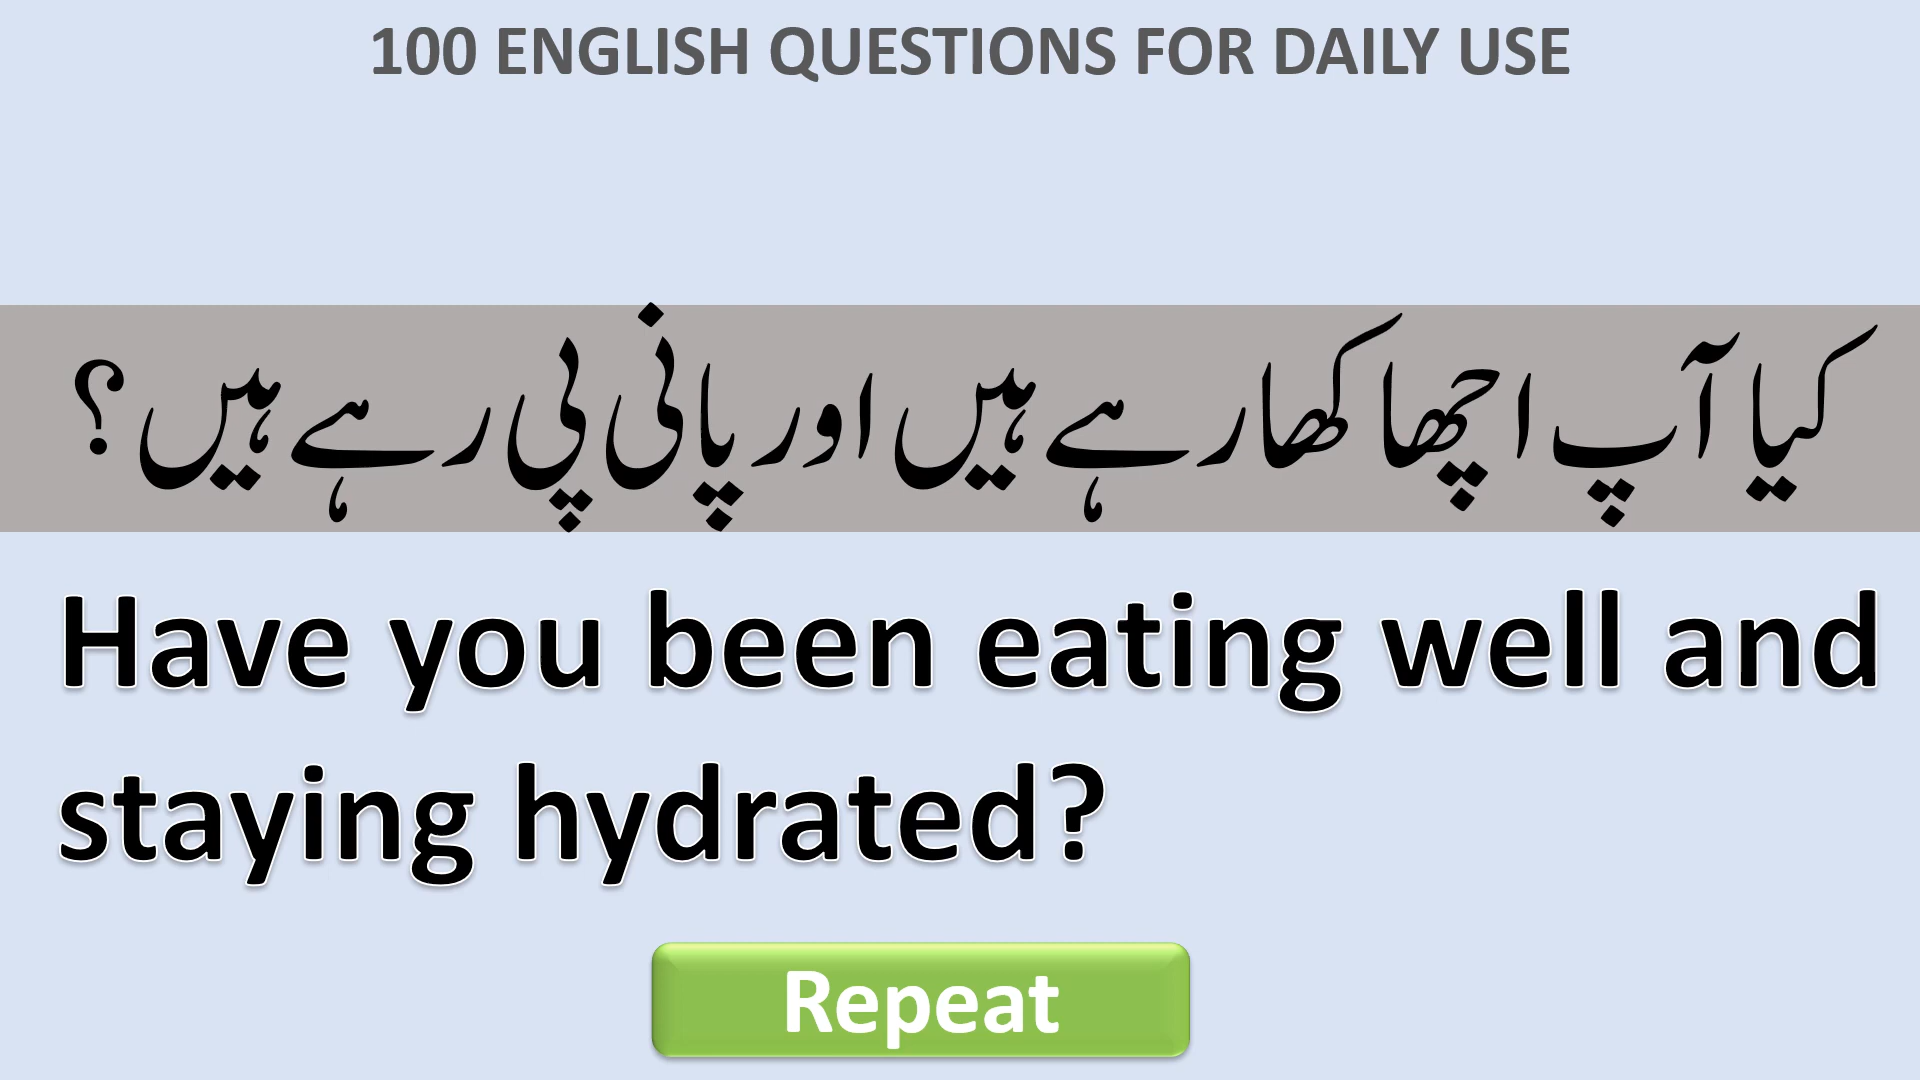 100 ENGLISH QUESTIONS FOR DAILY USE
کیا آپ اچھا کھا رہے ہیں اور پانی پی رہے ہیں؟
Have you been eating well and
staying hydrated?
Repeat